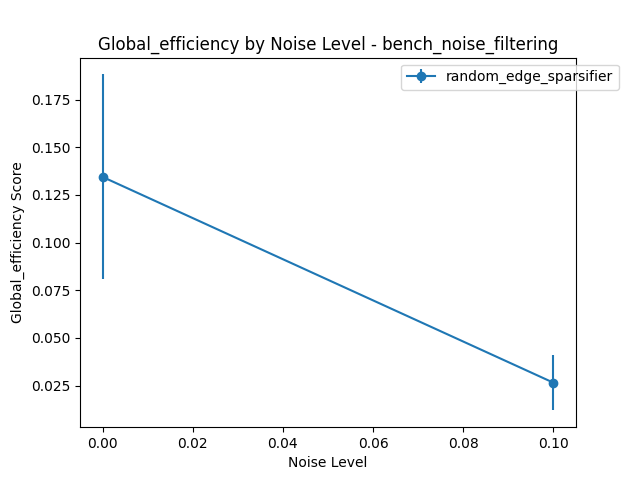 Global_efficiency by Noise Level - bench_noise_filtering
random_edge_sparsifier
Global_efficiency Score
0.175
0.150
0.125
0.100
0.075
0.050
0.025
0.00 0.02 0.04 0.06 0.08 0.10
Noise Level